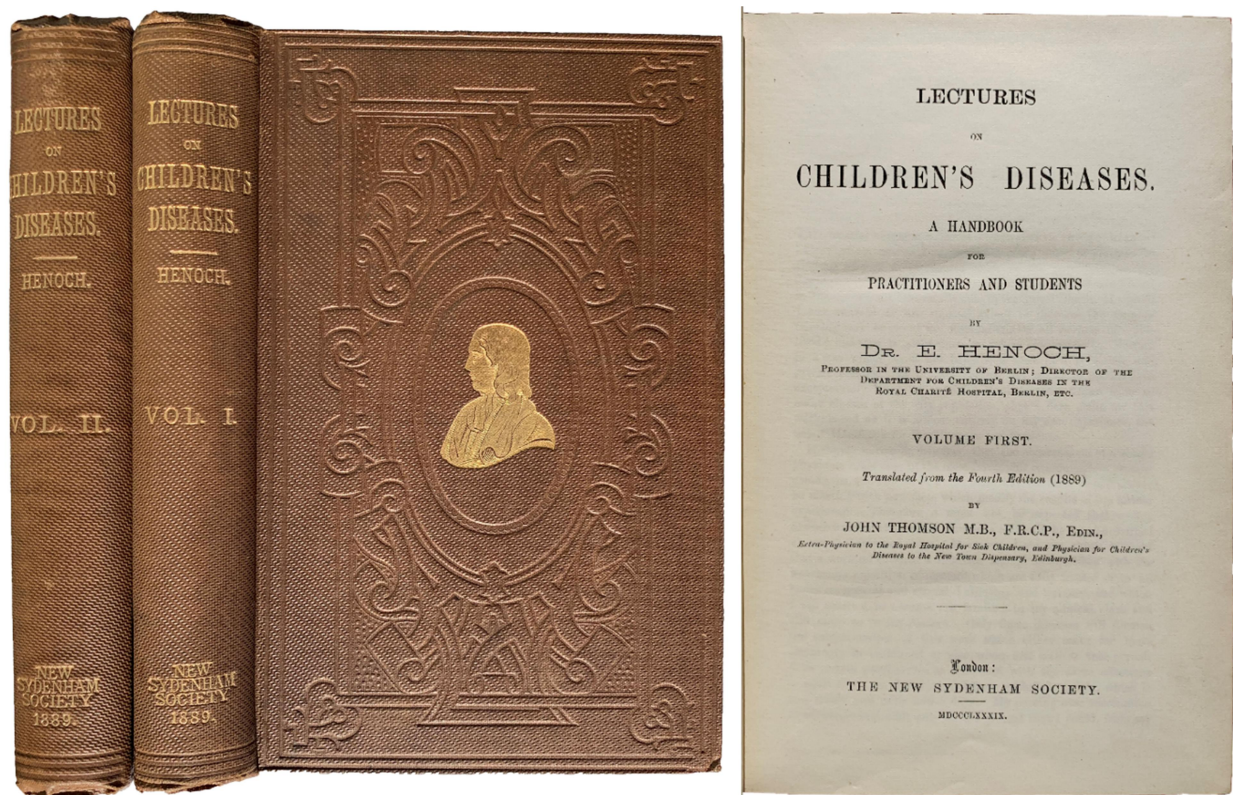 LECTURES
ON
CHILDREN'S
DISEASES.
HENOCH.
VOL. II.
NEW
SYDENHAM
SOCIETY
1889.
LECTURES
ON
CHILDREN'S
DISEASES.
HENOCH.
VOL. I.
NEW
SYDENHAM
SOCIETY
1889.
LECTURES
ON
CHILDREN'S DISEASES.
A HANDBOOK
FOR
PRACTITIONERS AND STUDENTS
BY
DR. E. HENOCH,
PROFESSOR IN THE UNIVERSITY OF BERLIN; DIRECTOR OF THE
DEPARTMENT FOR CHILDREN'S DISEASES IN THE
ROYAL CHARITÉ HOSPITAL, BERLIN, ETC.
VOLUME FIRST.
Translated from the Fourth Edition (1889)
BY
JOHN THOMSON M.B., F.R.C.P., EDIN.,
Extra-Physician to the Royal Hospital for Sick Children, and Physician for Children's
Diseases to the New Town Dispensary, Edinburgh.
London:
THE NEW SYDENHAM SOCIETY.
MDCCCLXXXIX.